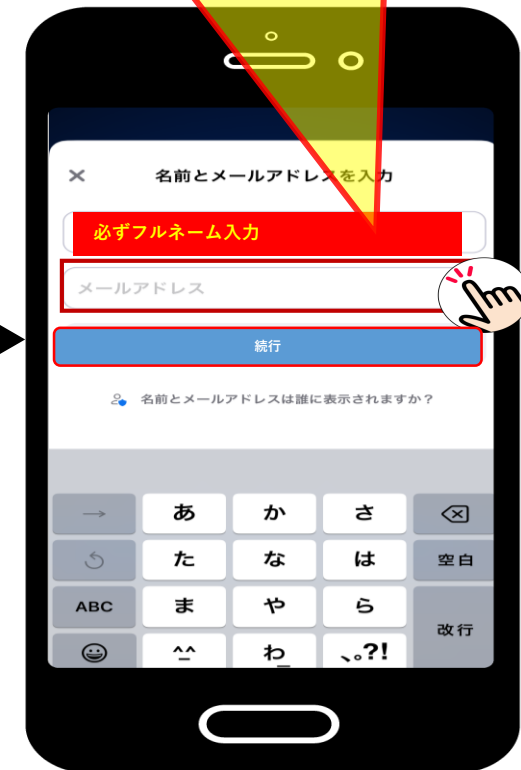 × 名前とメールアドレスを入力
必ずフルネーム入力
メールアドレス
続行
名前とメールアドレスは誰に表示されますか?
→ あ か さ
た な は 空白
ABC ま や ら
改行
^^ わ_ 、。?!